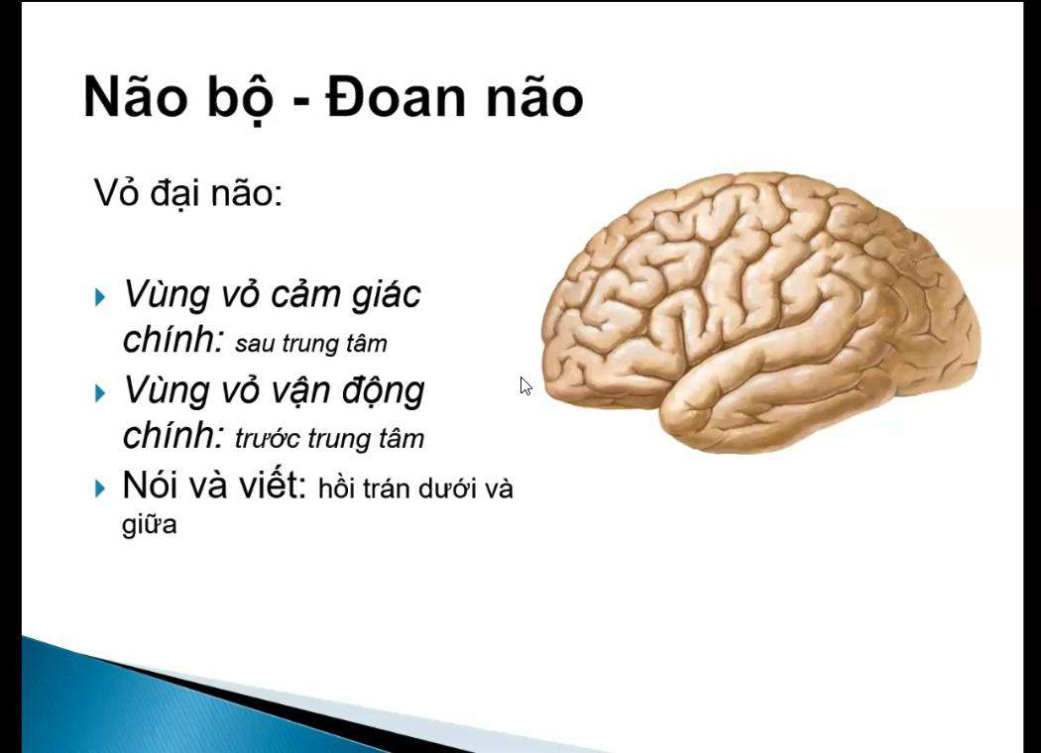 Não bộ - Đoan não
Vỏ đại não:
Vùng vỏ cảm giác
chính: sau trung tâm
Vùng vỏ vận động
chính: trước trung tâm
Nói và viết: hồi trán dưới và
giữa